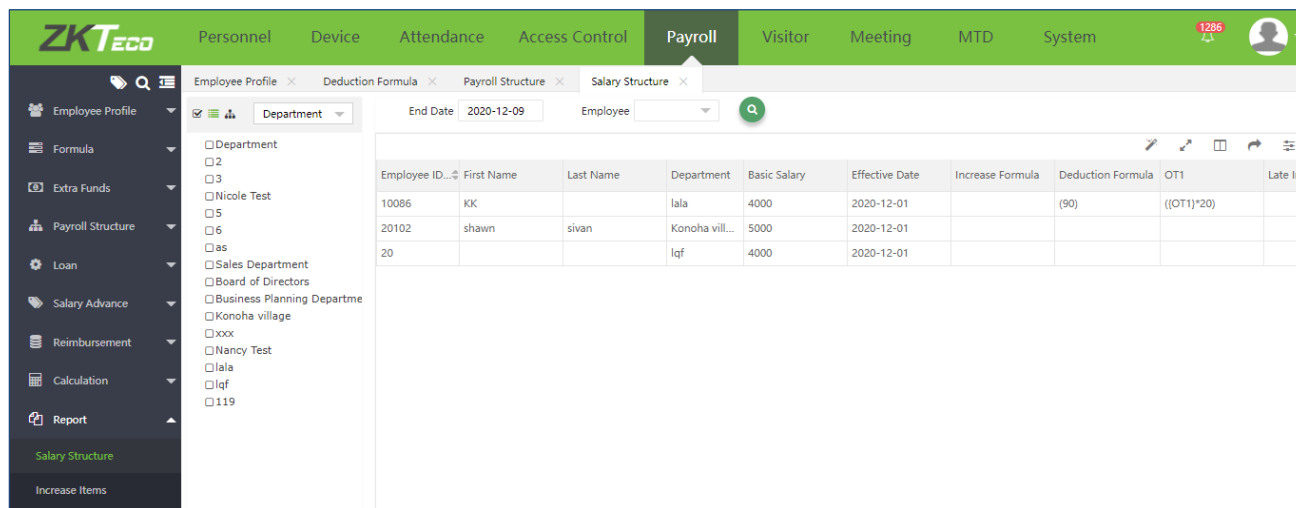 ZKTECO Personnel Device Attendance Access Control Payroll Visitor Meeting MTD System 1286
Employee Profile Deduction Formula Payroll Structure Salary Structure
Employee Profile
Formula
Extra Funds
Payroll Structure
Loan
Salary Advance
Reimbursement
Calculation
Report
Salary Structure
Increase Items
Department
Department
2
3
Nicole Test
5
6
as
Sales Department
Board of Directors
Business Planning Departme
Konoha village
xxx
Nancy Test
lala
lqf
119
End Date 2020-12-09 Employee
Employee ID... First Name Last Name Department Basic Salary Effective Date Increase Formula Deduction Formula OT1 Late I
10086 KK lala 4000 2020-12-01 (90) ({OT1}*20)
20102 shawn sivan Konoha vill... 5000 2020-12-01
20 lqf 4000 2020-12-01